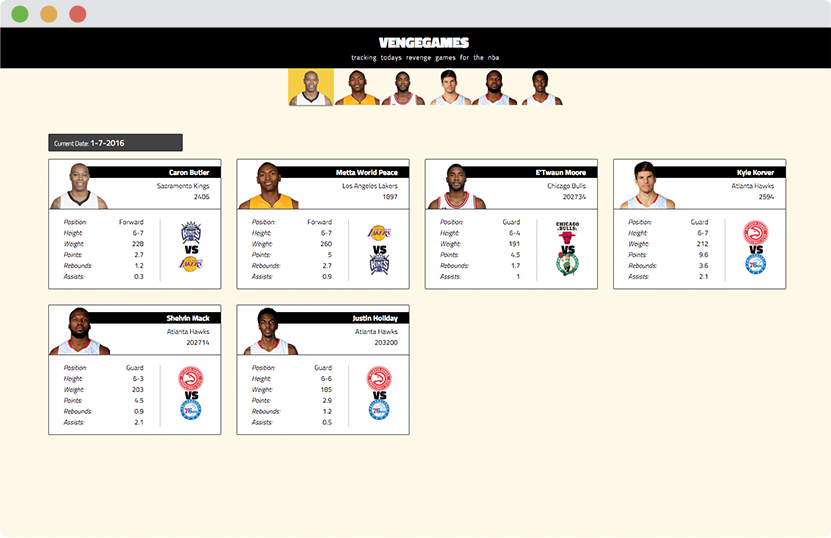 VENGEGAMES
tracking todays revenge games for the nba
Current Date: 1-7-2016
Caron Butler
Sacramento Kings
2406
Position: Forward
Height: 6-7
Weight: 228
Points: 2.7
Rebounds: 1.2
Assists: 0.3
KINGS
VS
LAKERS
Metta World Peace
Los Angeles Lakers
1897
Position: Forward
Height: 6-7
Weight: 260
Points: 5
Rebounds: 2.7
Assists: 0.9
LAKERS
VS
KINGS
E'Twaun Moore
Chicago Bulls
202734
Position: Guard
Height: 6-4
Weight: 191
Points: 4.5
Rebounds: 1.7
Assists: 1
CHICAGO
BULLS
VS
Kyle Korver
Atlanta Hawks
2594
Position: Guard
Height: 6-7
Weight: 212
Points: 9.6
Rebounds: 3.6
Assists: 2.1
VS
76ers
Shelvin Mack
Atlanta Hawks
202714
Position: Guard
Height: 6-3
Weight: 203
Points: 4.5
Rebounds: 0.9
Assists: 2.1
VS
76ers
Justin Holiday
Atlanta Hawks
203200
Position: Guard
Height: 6-6
Weight: 185
Points: 2.9
Rebounds: 1.2
Assists: 0.5
VS
76ers